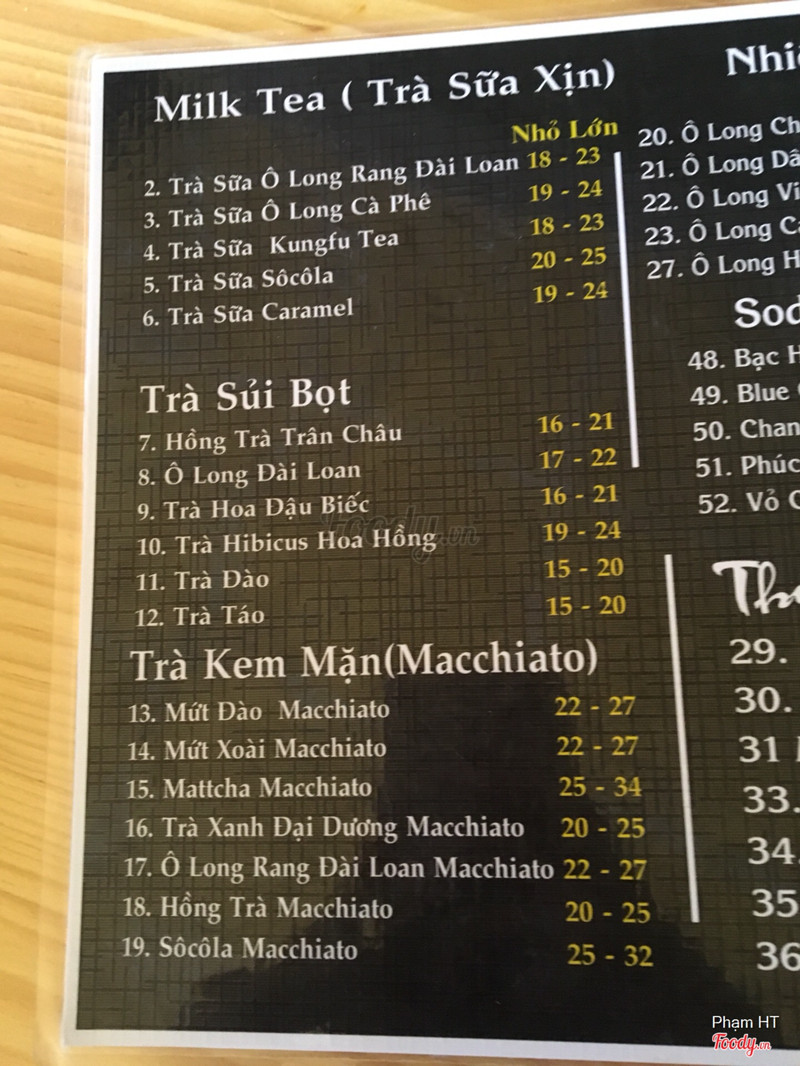 Milk Tea ( Trà Sữa Xịn)
Nhỏ Lớn
2. Trà Sữa Ô Long Rang Đài Loan 18 - 23
3. Trà Sữa Ô Long Cà Phê 19 - 24
4. Trà Sữa Kungfu Tea 18 - 23
5. Trà Sữa Sôcôla 20 - 25
6. Trà Sữa Caramel 19 - 24
Trà Sủi Bọt
7. Hồng Trà Trân Châu 16 - 21
8. Ô Long Đài Loan 17 - 22
9. Trà Hoa Đậu Biếc 16 - 21
10. Trà Hibicus Hoa Hồng 19 - 24
11. Trà Đào 15 - 20
12. Trà Táo 15 - 20
Trà Kem Mặn(Macchiato)
13. Mứt Đào Macchiato 22 - 27
14. Mứt Xoài Macchiato 22 - 27
15. Mattcha Macchiato 25 - 34
16. Trà Xanh Đại Dương Macchiato 20 - 25
17. Ô Long Rang Đài Loan Macchiato 22 - 27
18. Hồng Trà Macchiato 20 - 25
19. Sôcôla Macchiato 25 - 32
20. Ô Long
21. Ô Long
22. Ô Long
23. Ô Long
27. Ô Long
48. Bạc
49. Blue
50.
51. Phúc
52. Vỏ
29.
30.
31
33.
34.
35
36
Foody.vn
Phạm HT
Foody.vn